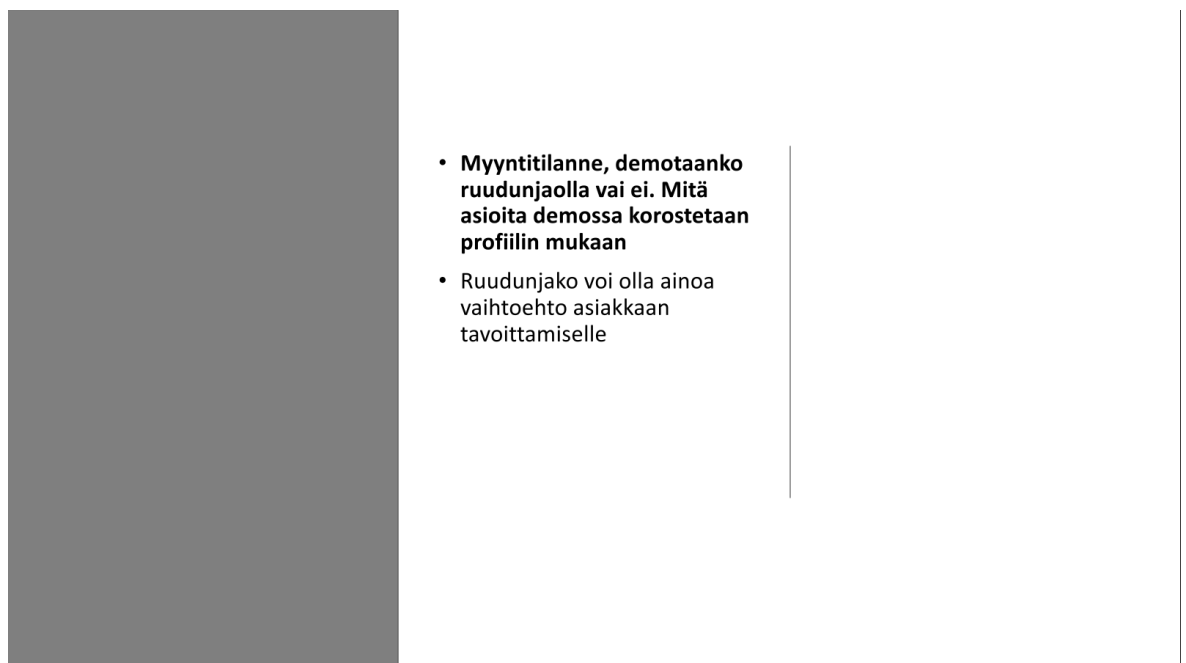 • Myyntitilanne, demotaanko
ruudunjaolla vai ei. Mitä
asioita demossa korostetaan
profiilin mukaan
• Ruudunjako voi olla ainoa
vaihtoehto asiakkaan
tavoittamiselle